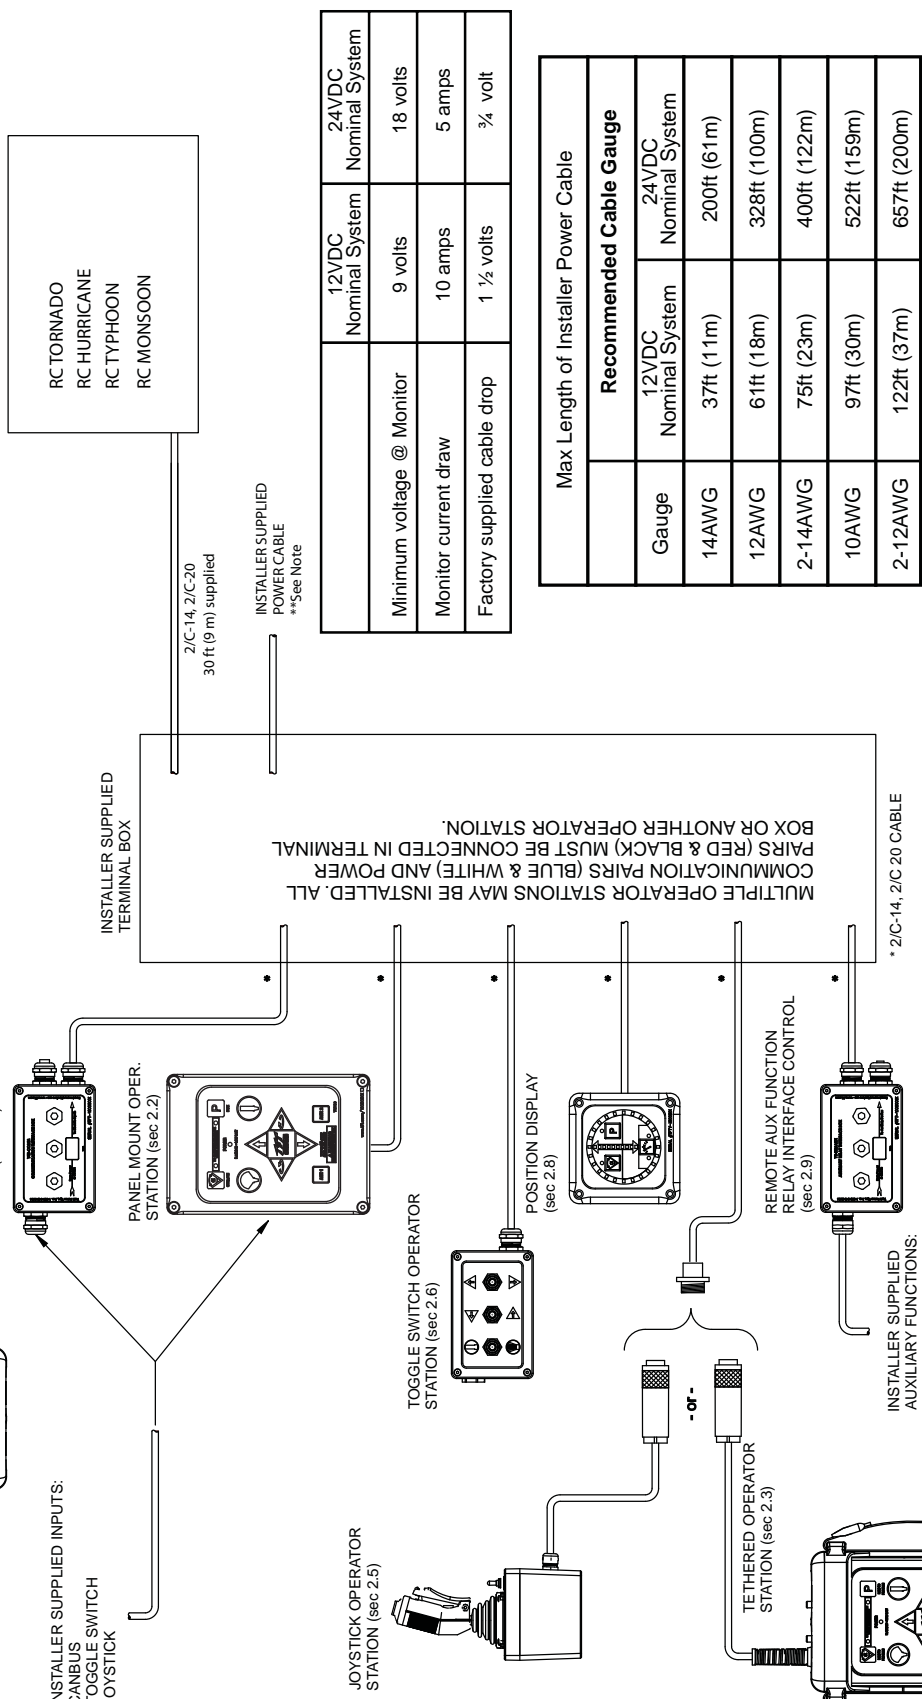 RC TORNADO
RC HURRICANE
RC TYPHOON
RC MONSOON
2/C-14, 2/C-20
30 ft (9 m) supplied
INSTALLER SUPPLIED
POWER CABLE
**See Note
INSTALLER SUPPLIED
TERMINAL BOX
MULTIPLE OPERATOR STATIONS MAY BE INSTALLED. ALL
COMMUNICATION PAIRS (BLUE & WHITE) AND POWER
PAIRS (RED & BLACK) MUST BE CONNECTED IN TERMINAL
BOX OR ANOTHER OPERATOR STATION.
* 2/C-14, 2/C 20 CABLE
*
*
*
*
*
*
PANEL MOUNT OPER.
STATION (sec 2.2)
TOGGLE SWITCH OPERATOR
STATION (sec 2.6)
POSITION DISPLAY
(sec 2.8)
REMOTE AUX FUNCTION
RELAY INTERFACE CONTROL
(sec 2.9)
INSTALLER SUPPLIED
AUXILIARY FUNCTIONS:
NSTALLER SUPPLIED INPUTS:
CANBUS
TOGGLE SWITCH
OYSTICK
JOYSTICK OPERATOR
STATION (sec 2.5)
- or -
TETHERED OPERATOR
STATION (sec 2.3)
P
P
P
12VDC Nominal System 24VDC Nominal System
Minimum voltage @ Monitor 9 volts 18 volts
Monitor current draw 10 amps 5 amps
Factory supplied cable drop 1 ½ volts ¾ volt
Max Length of Installer Power Cable
Recommended Cable Gauge
Gauge 12VDC Nominal System 24VDC Nominal System
14AWG 37ft (11m) 200ft (61m)
12AWG 61ft (18m) 328ft (100m)
2-14AWG 75ft (23m) 400ft (122m)
10AWG 97ft (30m) 522ft (159m)
2-12AWG 122ft (37m) 657ft (200m)